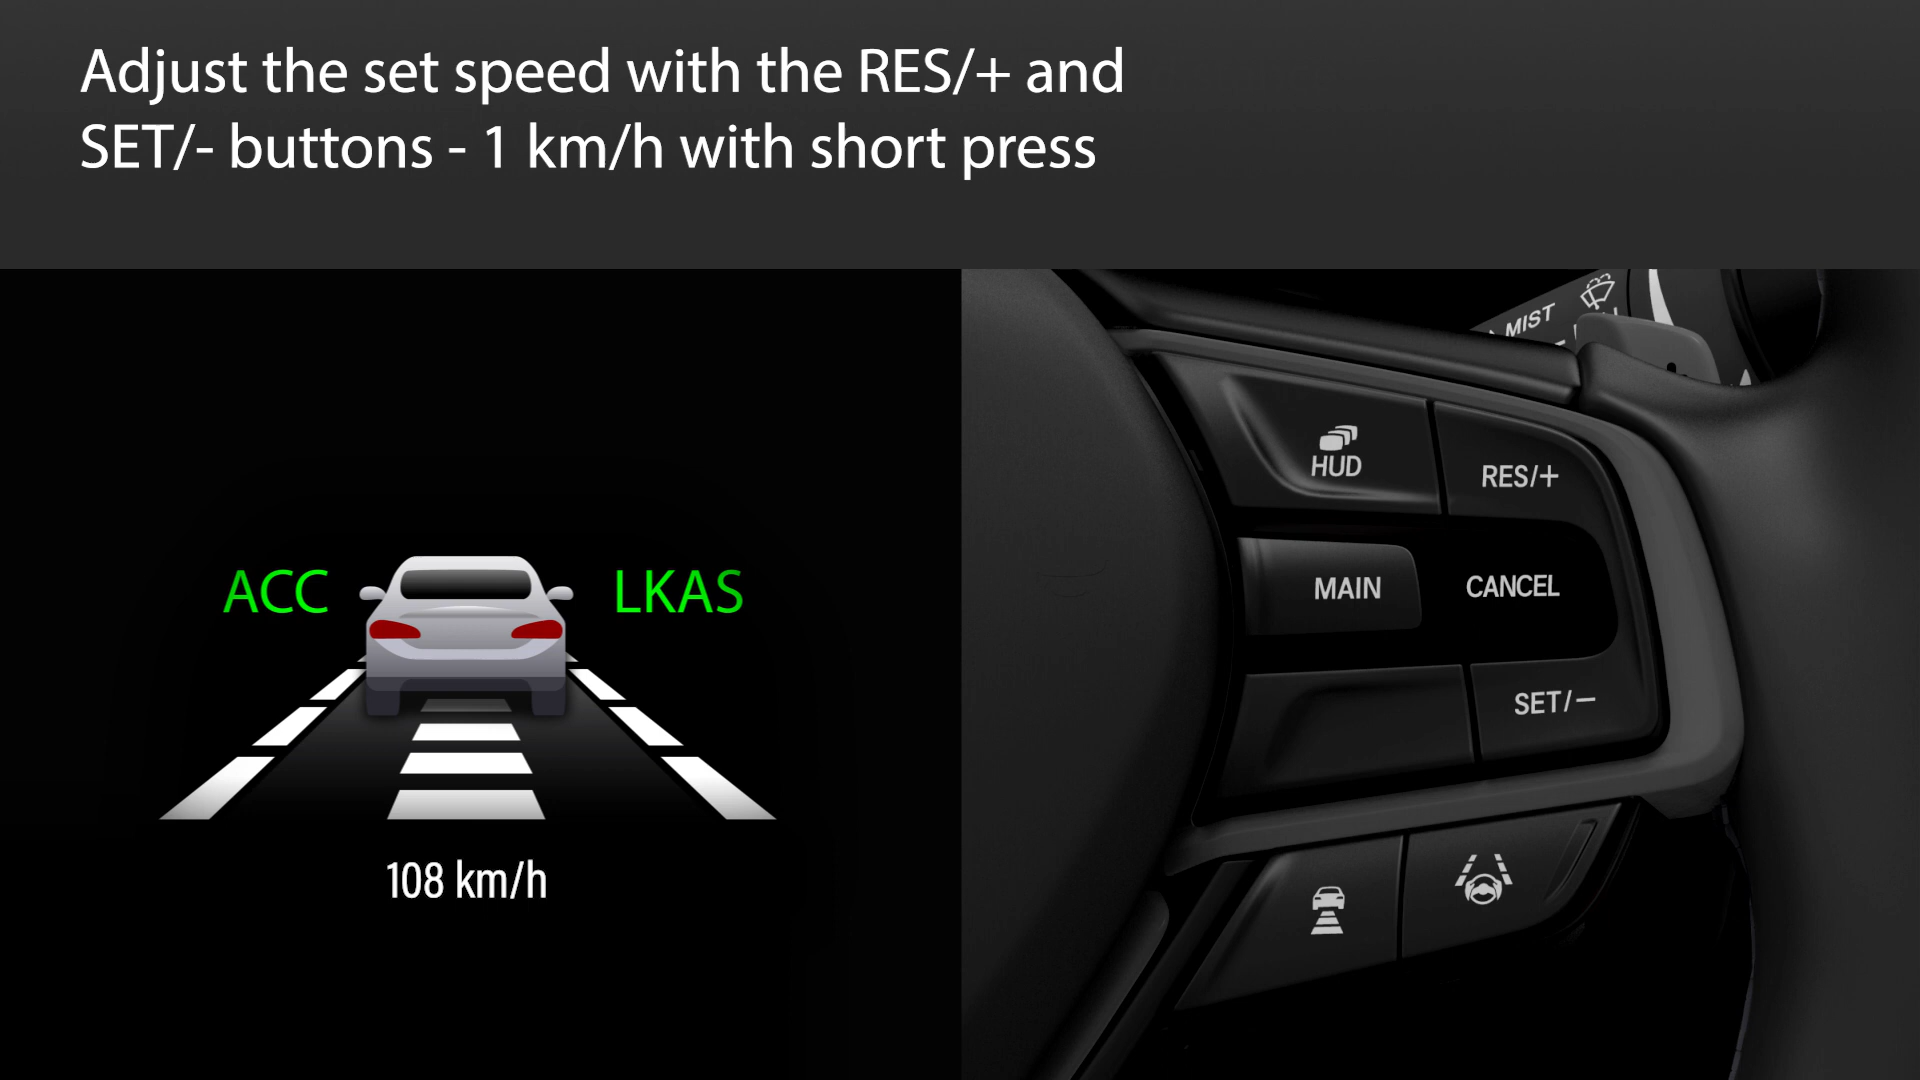 Adjust the set speed with the RES/+ and
SET/- buttons - 1 km/h with short press
MIST
HUD
RES/+
ACC
LKAS
MAIN
CANCEL
SET/−
108 km/h